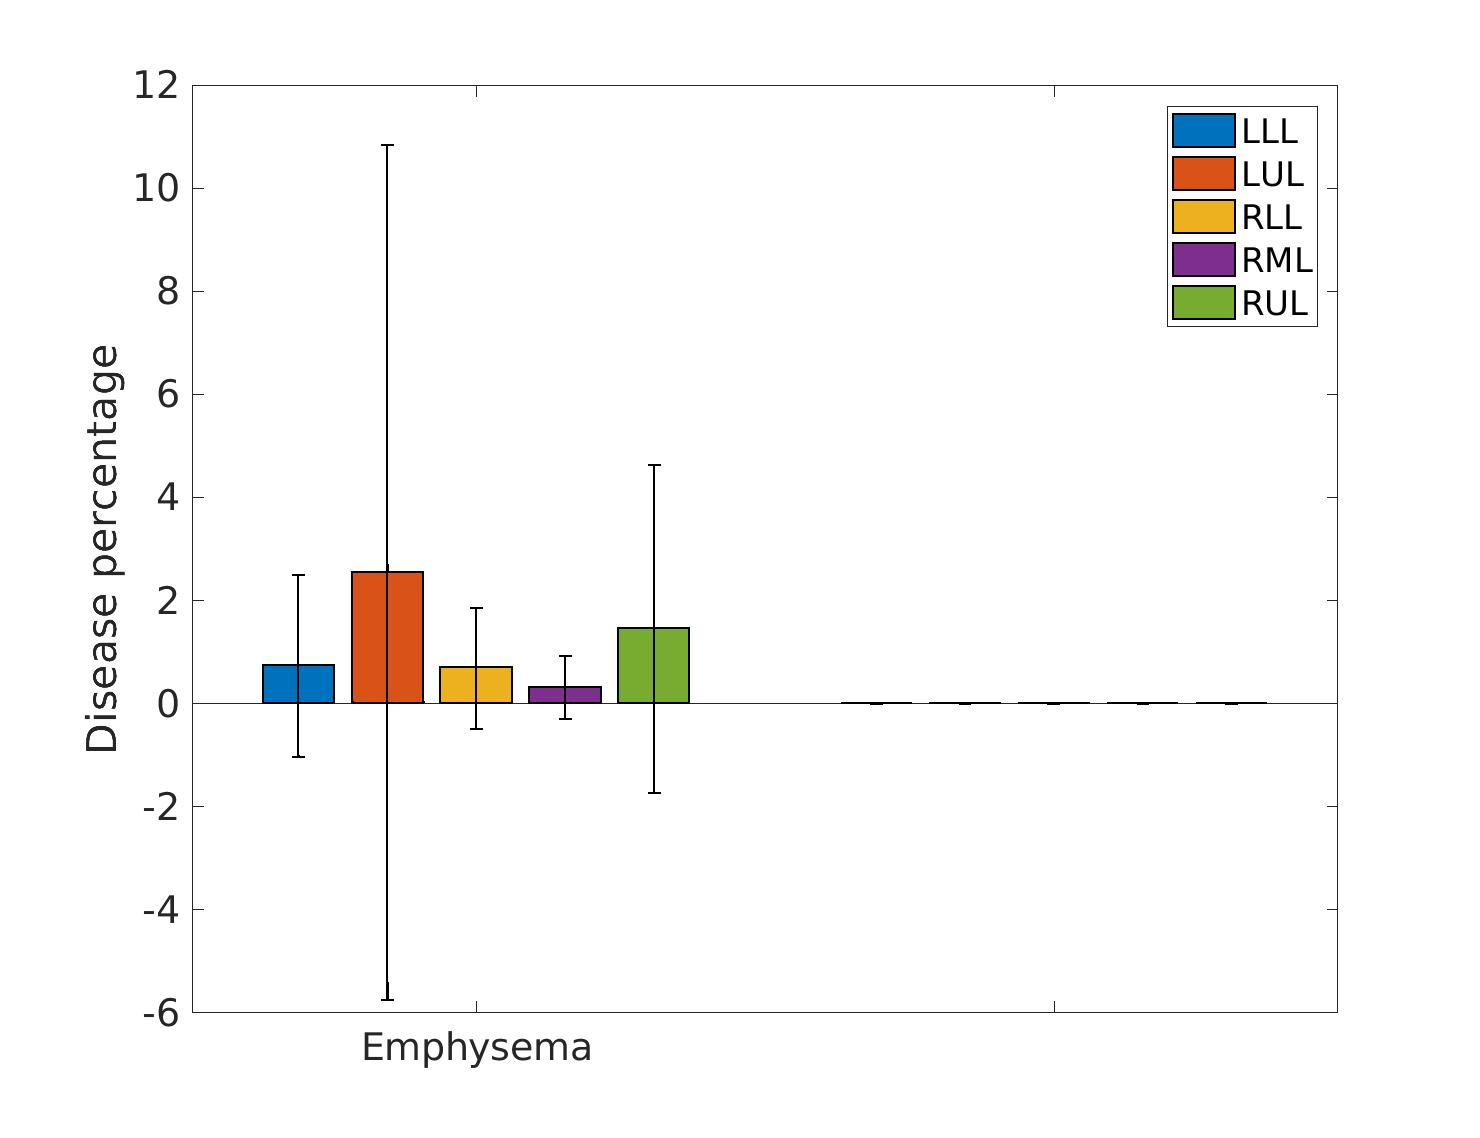 12
10
8
6
4
2
0
-2
-4
-6
Disease percentage
Emphysema
LLL
LUL
RLL
RML
RUL